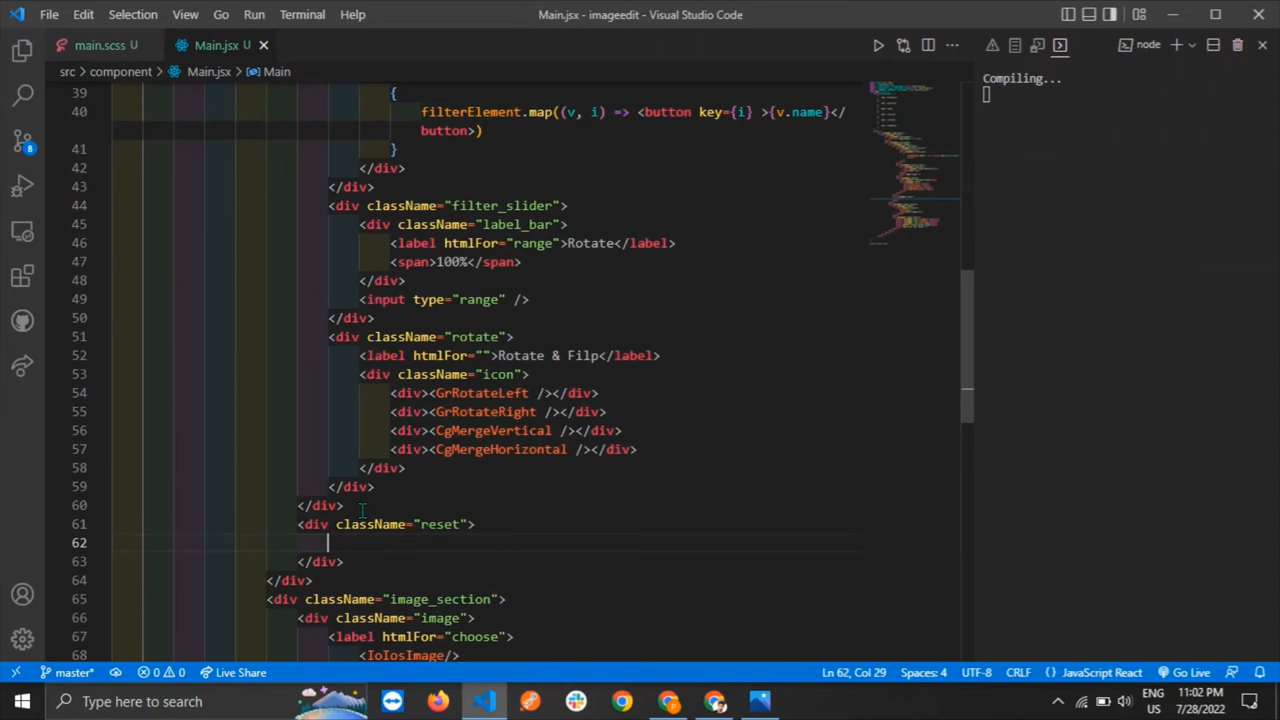 File Edit Selection View Go Run Terminal Help Main.jsx - imageedit - Visual Studio Code
main.scss U Main.jsx U
node
src > component > Main.jsx > Main
Compiling...
39 {
40 filterElement.map((v, i) => <button key={i} >{v.name}</
button>)
41 }
42 </div>
43 </div>
44 <div className="filter_slider">
45 <div className="label_bar">
46 <label htmlFor="range">Rotate</label>
47 <span>100%</span>
48 </div>
49 <input type="range" />
50 </div>
51 <div className="rotate">
52 <label htmlFor="">Rotate & Filp</label>
53 <div className="icon">
54 <div><GrRotateLeft /></div>
55 <div><GrRotateRight /></div>
56 <div><CgMergeVertical /></div>
57 <div><CgMergeHorizontal /></div>
58 </div>
59 </div>
60 </div>
61 <div className="reset">
62
63 </div>
64 </div>
65 <div className="image_section">
66 <div className="image">
67 <label htmlFor="choose">
68 <IoIosImage/>
8
master* 0 0 Live Share Ln 62, Col 29 Spaces: 4 UTF-8 CRLF {} JavaScript React Go Live
Type here to search
ENG 11:02 PM
US 7/28/2022